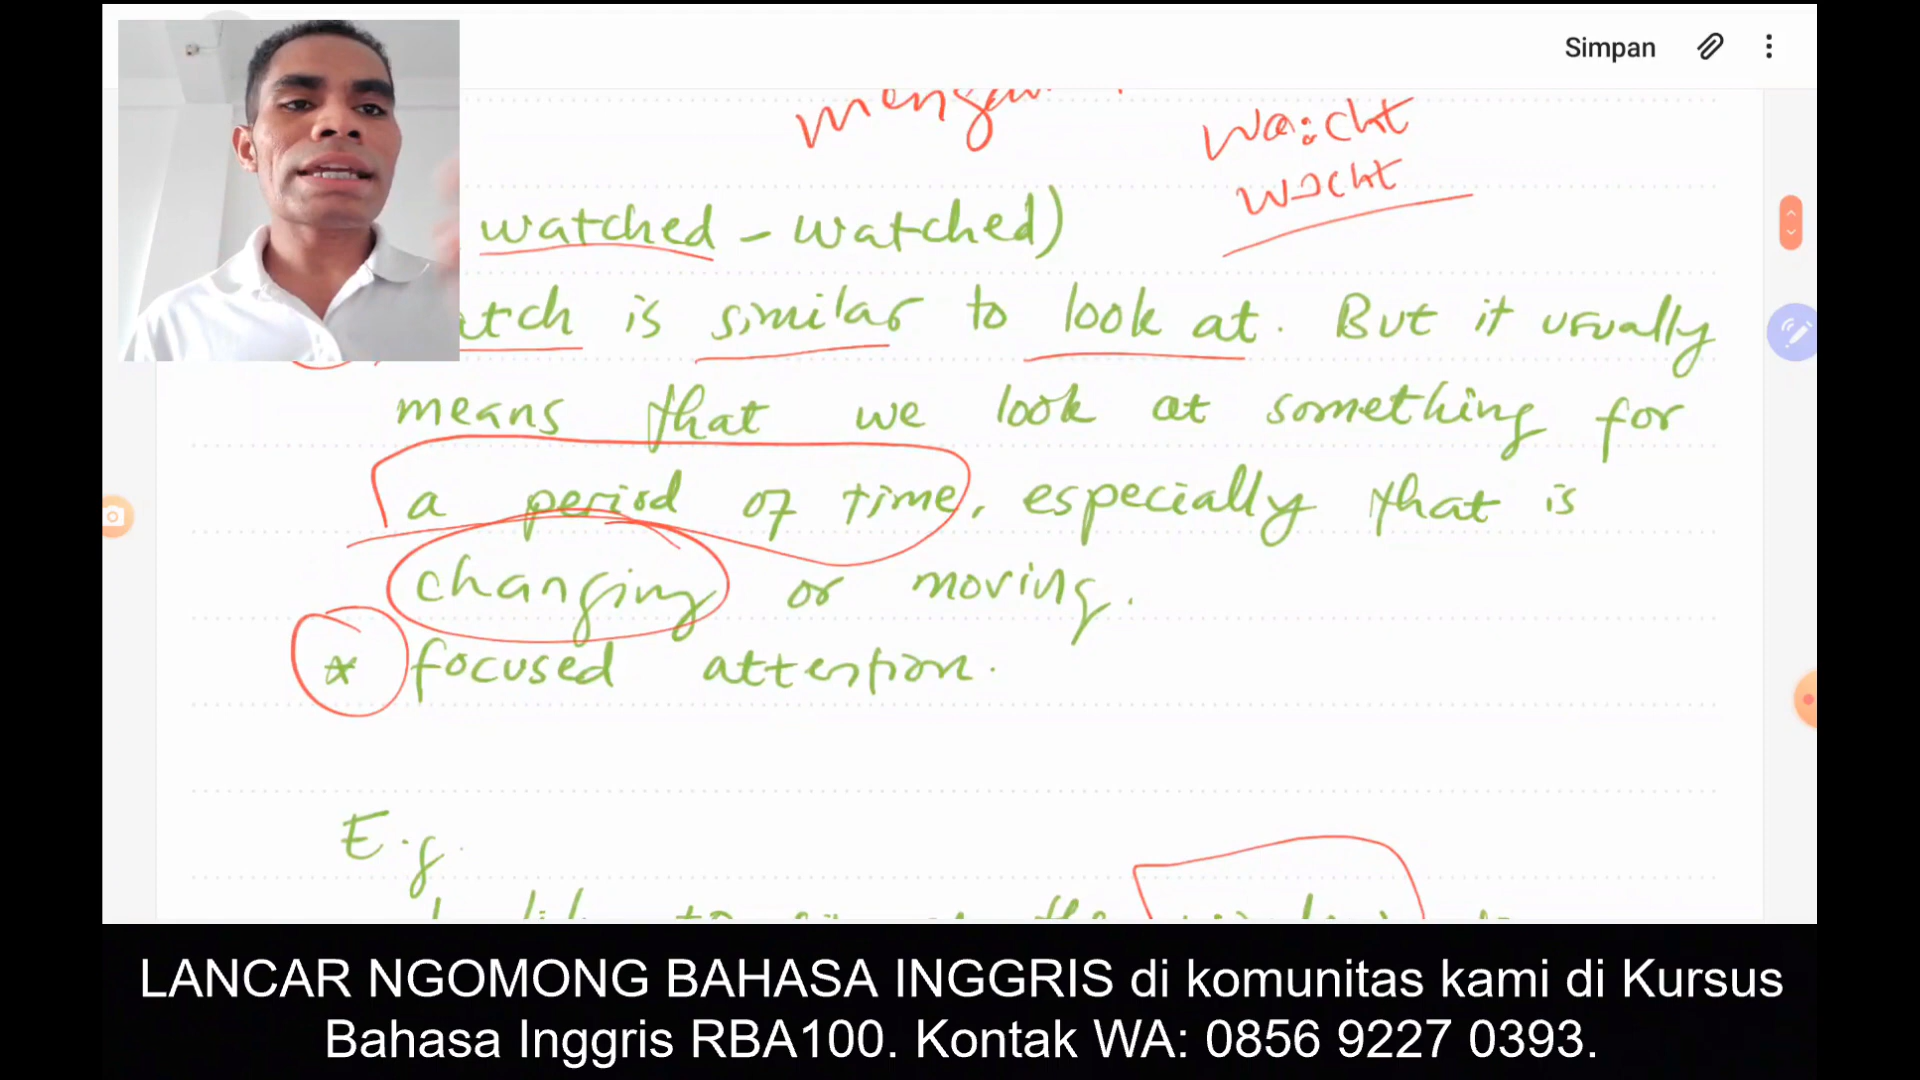 Simpan
wa:cht
wɔcht
watched - watched)
atch is similar to look at. But it usually
means that we look at something for
a period of time, especially that is
changing or moving.
* focused attention.
E.g.
LANCAR NGOMONG BAHASA INGGRIS di komunitas kami di Kursus
Bahasa Inggris RBA100. Kontak WA: 0856 9227 0393.